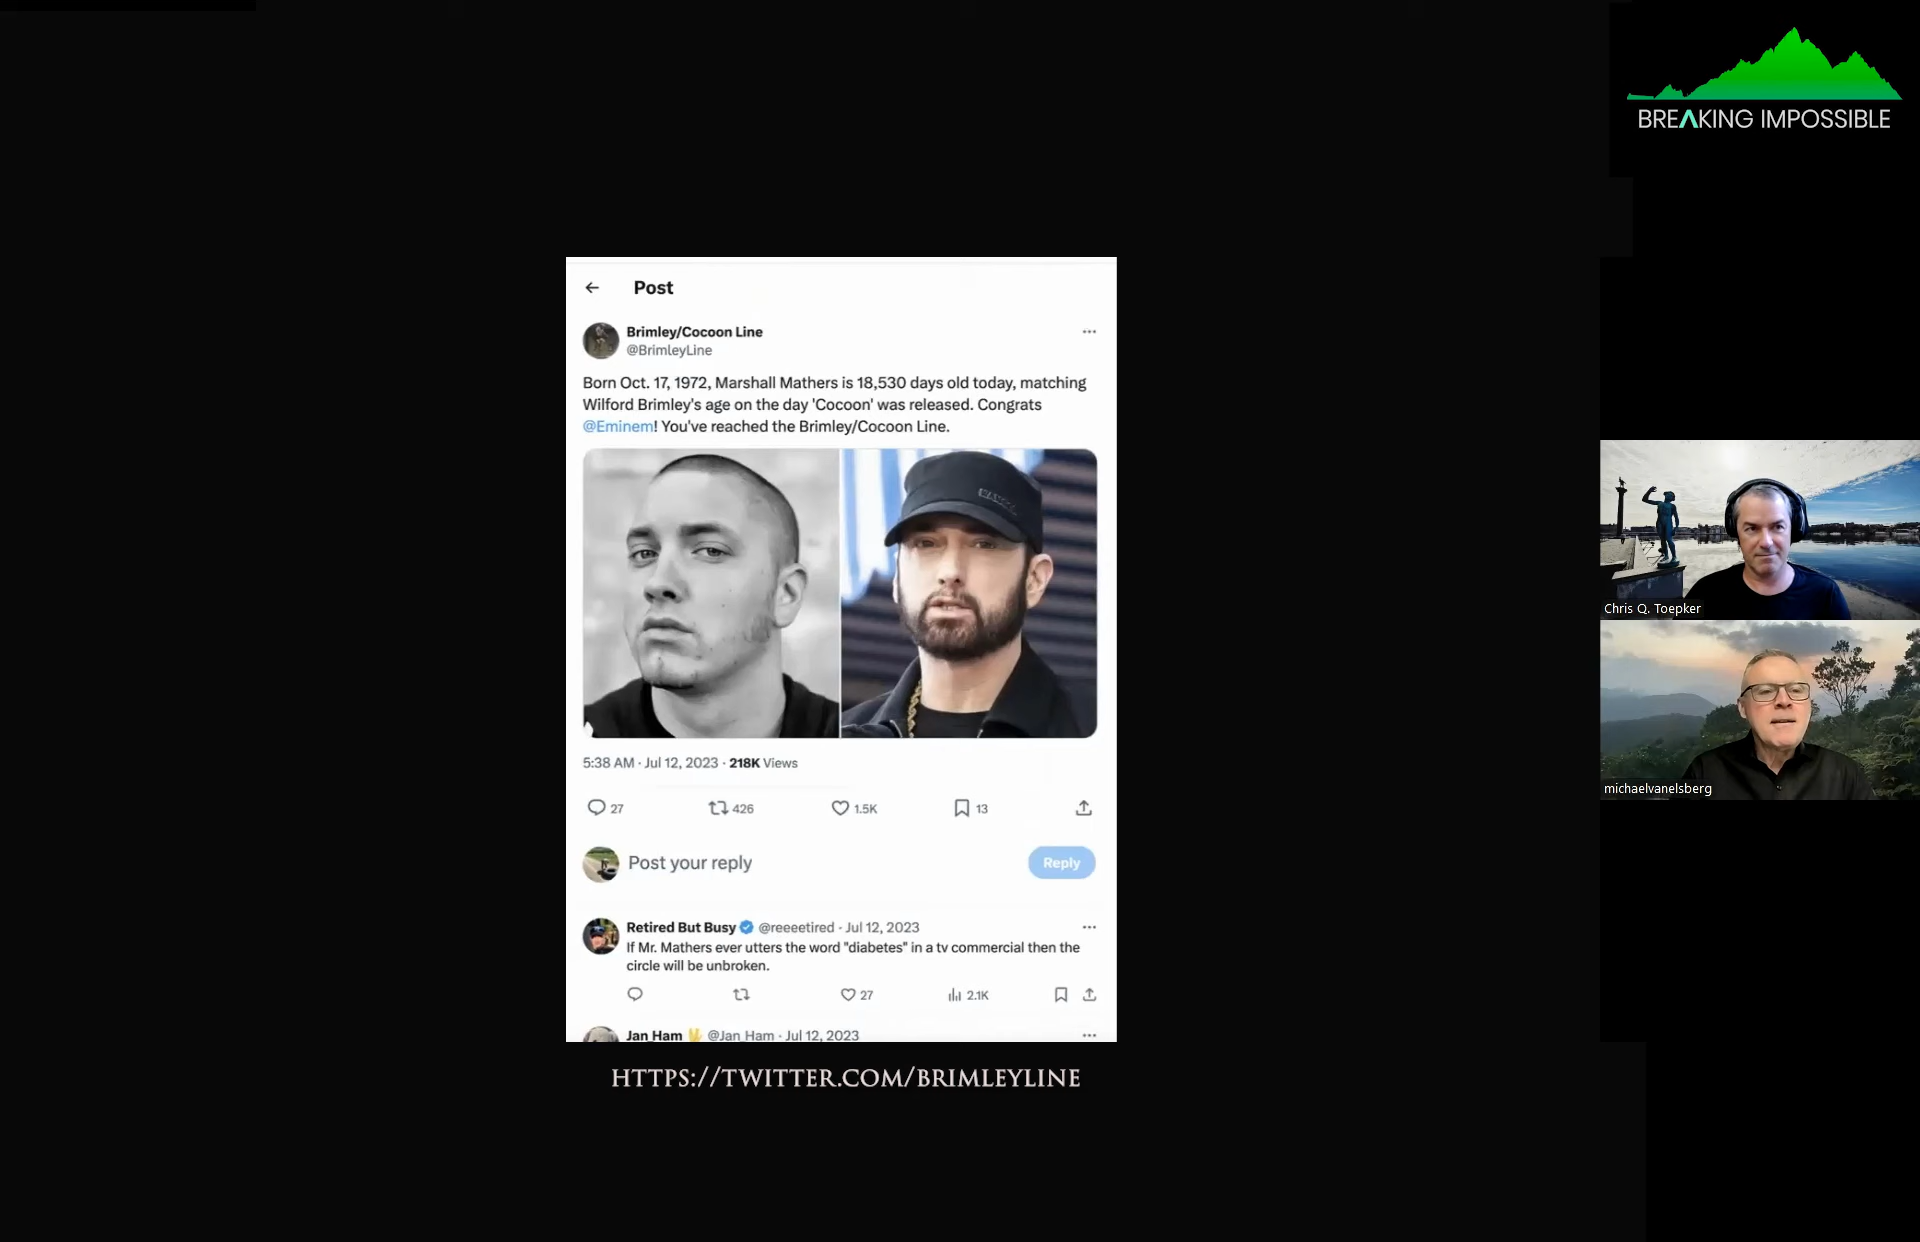 BREAKING IMPOSSIBLE
Post
Brimley/Cocoon Line
@BrimleyLine
Born Oct. 17, 1972, Marshall Mathers is 18,530 days old today, matching
Wilford Brimley's age on the day 'Cocoon' was released. Congrats
@Eminem! You've reached the Brimley/Cocoon Line.
5:38 AM · Jul 12, 2023 · 218K Views
27 426 1.5K 13
Post your reply Reply
Retired But Busy @reeeetired · Jul 12, 2023
If Mr. Mathers ever utters the word "diabetes" in a tv commercial then the
circle will be unbroken.
27 2.1K
Jan Ham @Jan_Ham · Jul 12, 2023
HTTPS://TWITTER.COM/BRIMLEYLINE
Chris Q. Toepker
michaelvanelsberg